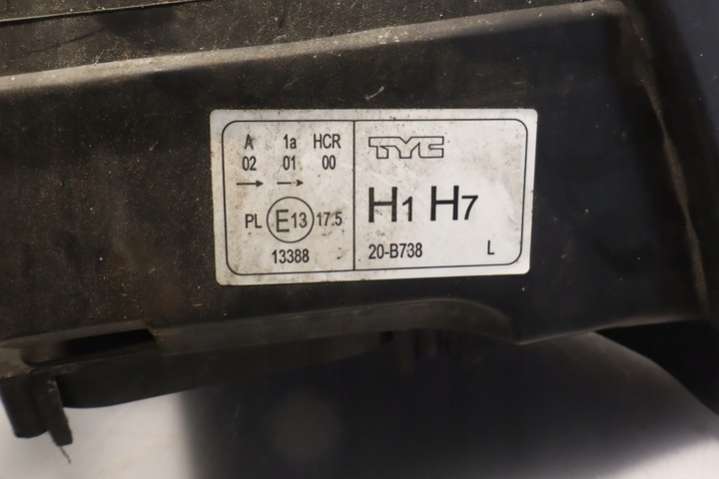 A 1a HCR
02 01 00
→ →
PL E13 17.5
13388
TYC
H1 H7
20-B738 L